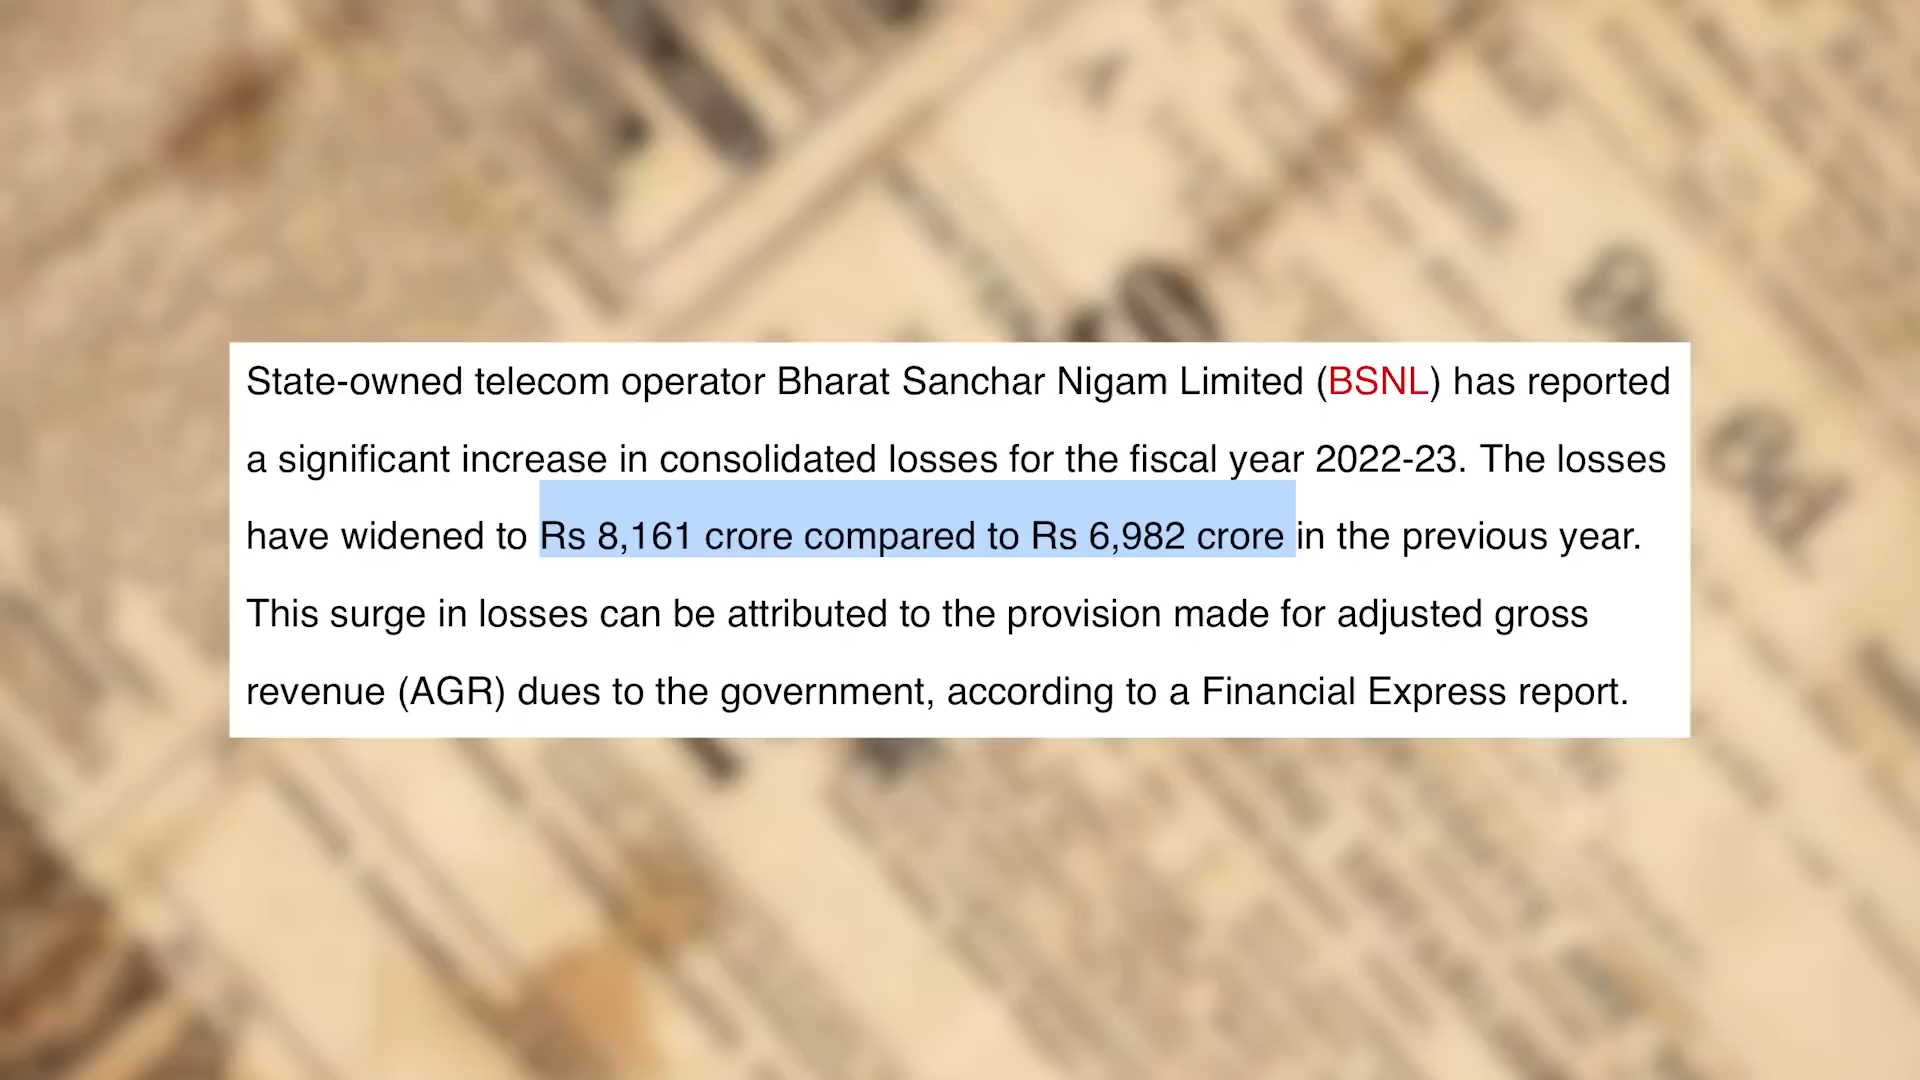 State-owned telecom operator Bharat Sanchar Nigam Limited (BSNL) has reported
a significant increase in consolidated losses for the fiscal year 2022-23. The losses
have widened to Rs 8,161 crore compared to Rs 6,982 crore in the previous year.
This surge in losses can be attributed to the provision made for adjusted gross
revenue (AGR) dues to the government, according to a Financial Express report.